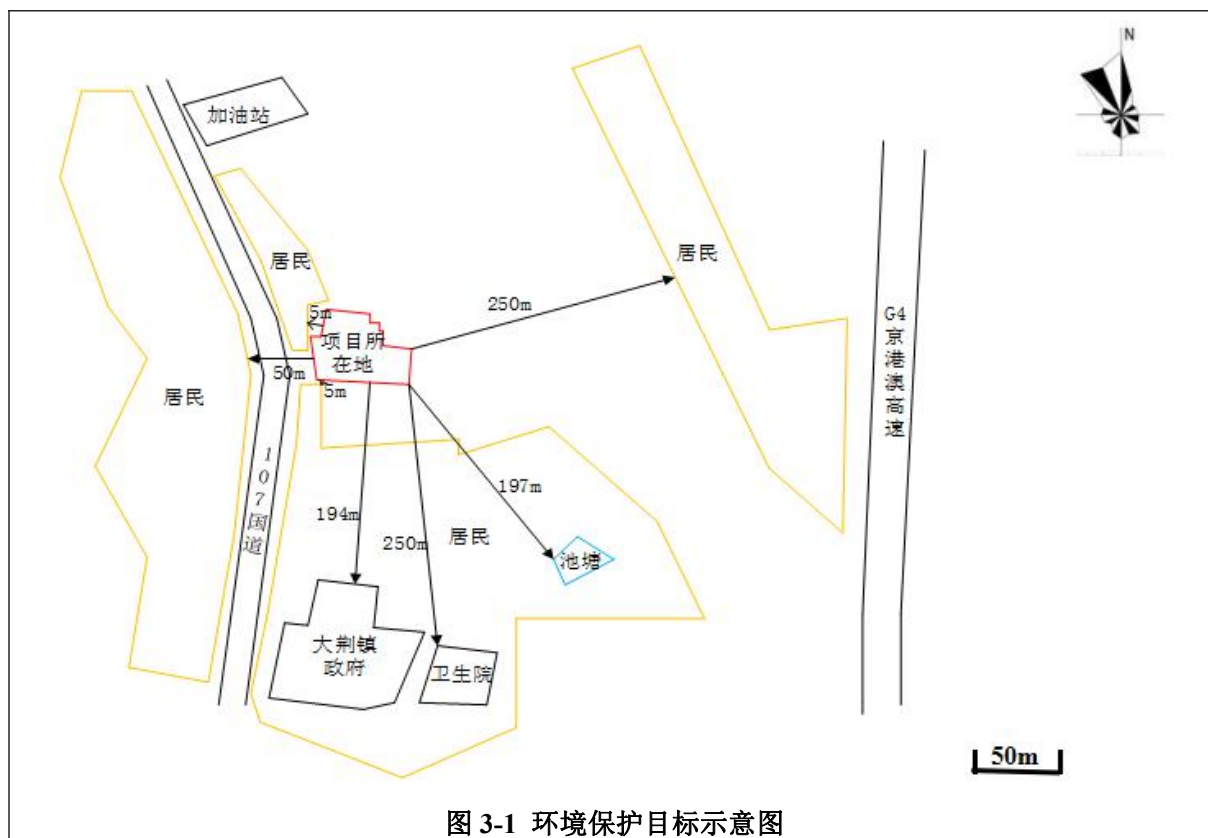 N
加油站
居民
居民
250m
5m
项目所
在地
G4
京
港
澳
高
速
50m
居民
5m
107国道
197m
194m
250m
居民
池塘
大荆镇
政府
卫生院
50m
图 3-1 环境保护目标示意图